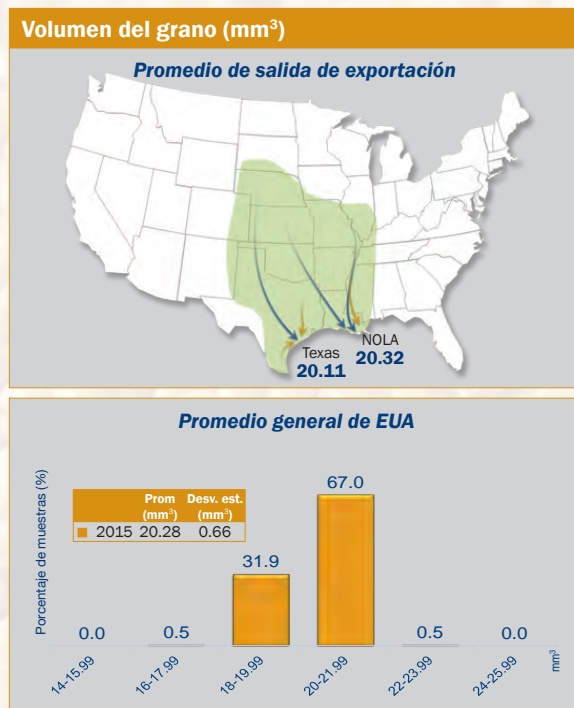 Volumen del grano (mm³)
Promedio de salida de exportación
Texas
20.11
NOLA
20.32
Promedio general de EUA
Porcentaje de muestras (%)
Prom Desv. est.
(mm³) (mm³)
2015 20.28 0.66
0.0 0.5 31.9 67.0 0.5 0.0
14-15.99 16-17.99 18-19.99 20-21.99 22-23.99 24-25.99
mm³